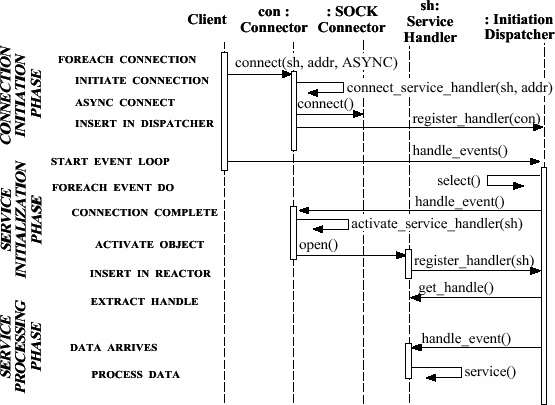 Client
con :
Connector
: SOCK
Connector
sh:
Service
Handler
: Initiation
Dispatcher
CONNECTION
INITIATION
PHASE
FOREACH CONNECTION
connect(sh, addr, ASYNC)
INITIATE CONNECTION
connect_service_handler(sh, addr)
ASYNC CONNECT
connect()
INSERT IN DISPATCHER
register_handler(con)
SERVICE
INITIALIZATION
PHASE
START EVENT LOOP
handle_events()
FOREACH EVENT DO
select()
CONNECTION COMPLETE
handle_event()
activate_service_handler(sh)
ACTIVATE OBJECT
open()
INSERT IN REACTOR
register_handler(sh)
EXTRACT HANDLE
get_handle()
SERVICE
PROCESSING
PHASE
DATA ARRIVES
handle_event()
PROCESS DATA
service()